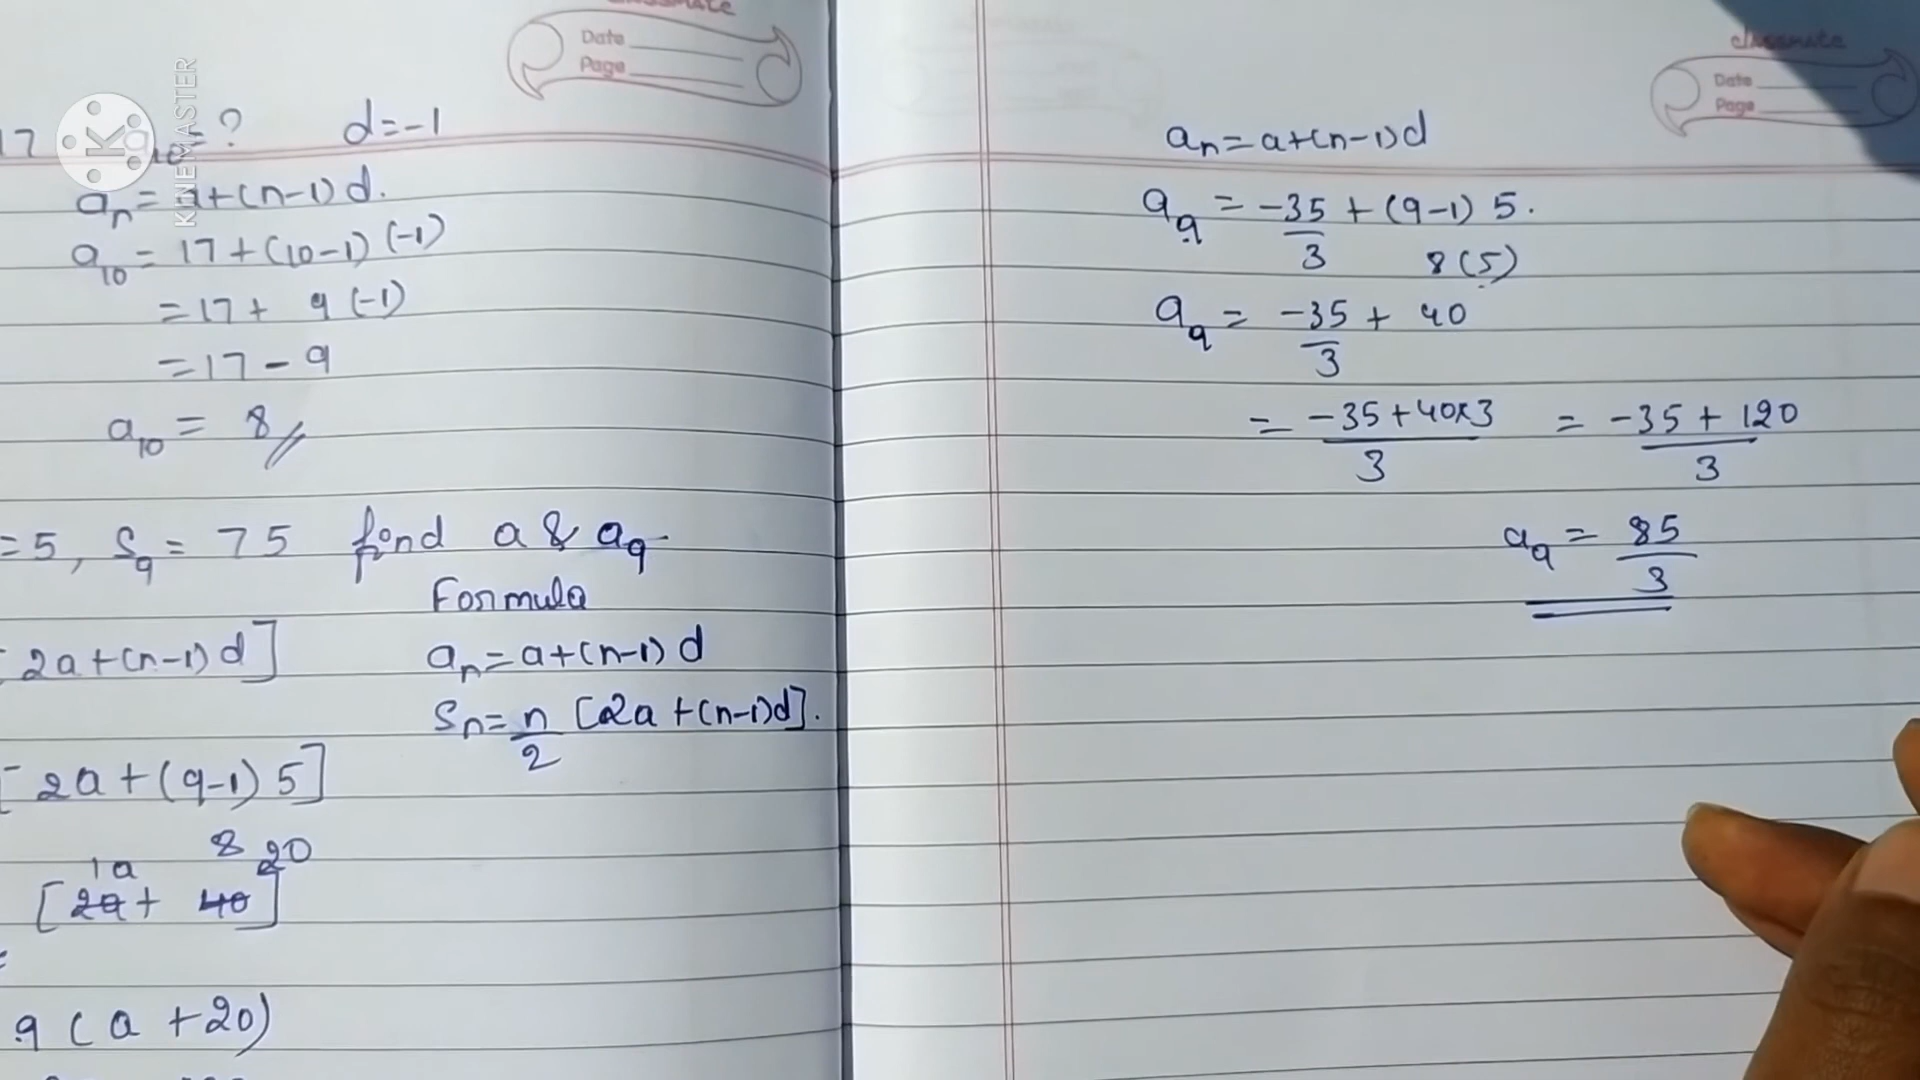 KINEMASTER
classmate
Date
Page
17 a10=? d=-1
an=a+(n-1)d.
a10=17+(10-1)(-1)
=17+ 9(-1)
=17-9
a10= 8
=5, S9= 75 find a & a9
Formula
[2a+(n-1)d] an=a+(n-1)d
Sn=n/2 [2a+(n-1)d].
[2a+(9-1)5]
8 20
1a
[2a+ 40]
=
9(a+20)
classmate
Date
Page
an=a+(n-1)d
a9=-35/3+(9-1)5.
8(5)
a9= -35/3+ 40
= -35+40x3/3 = -35+120/3
a9= 85/3